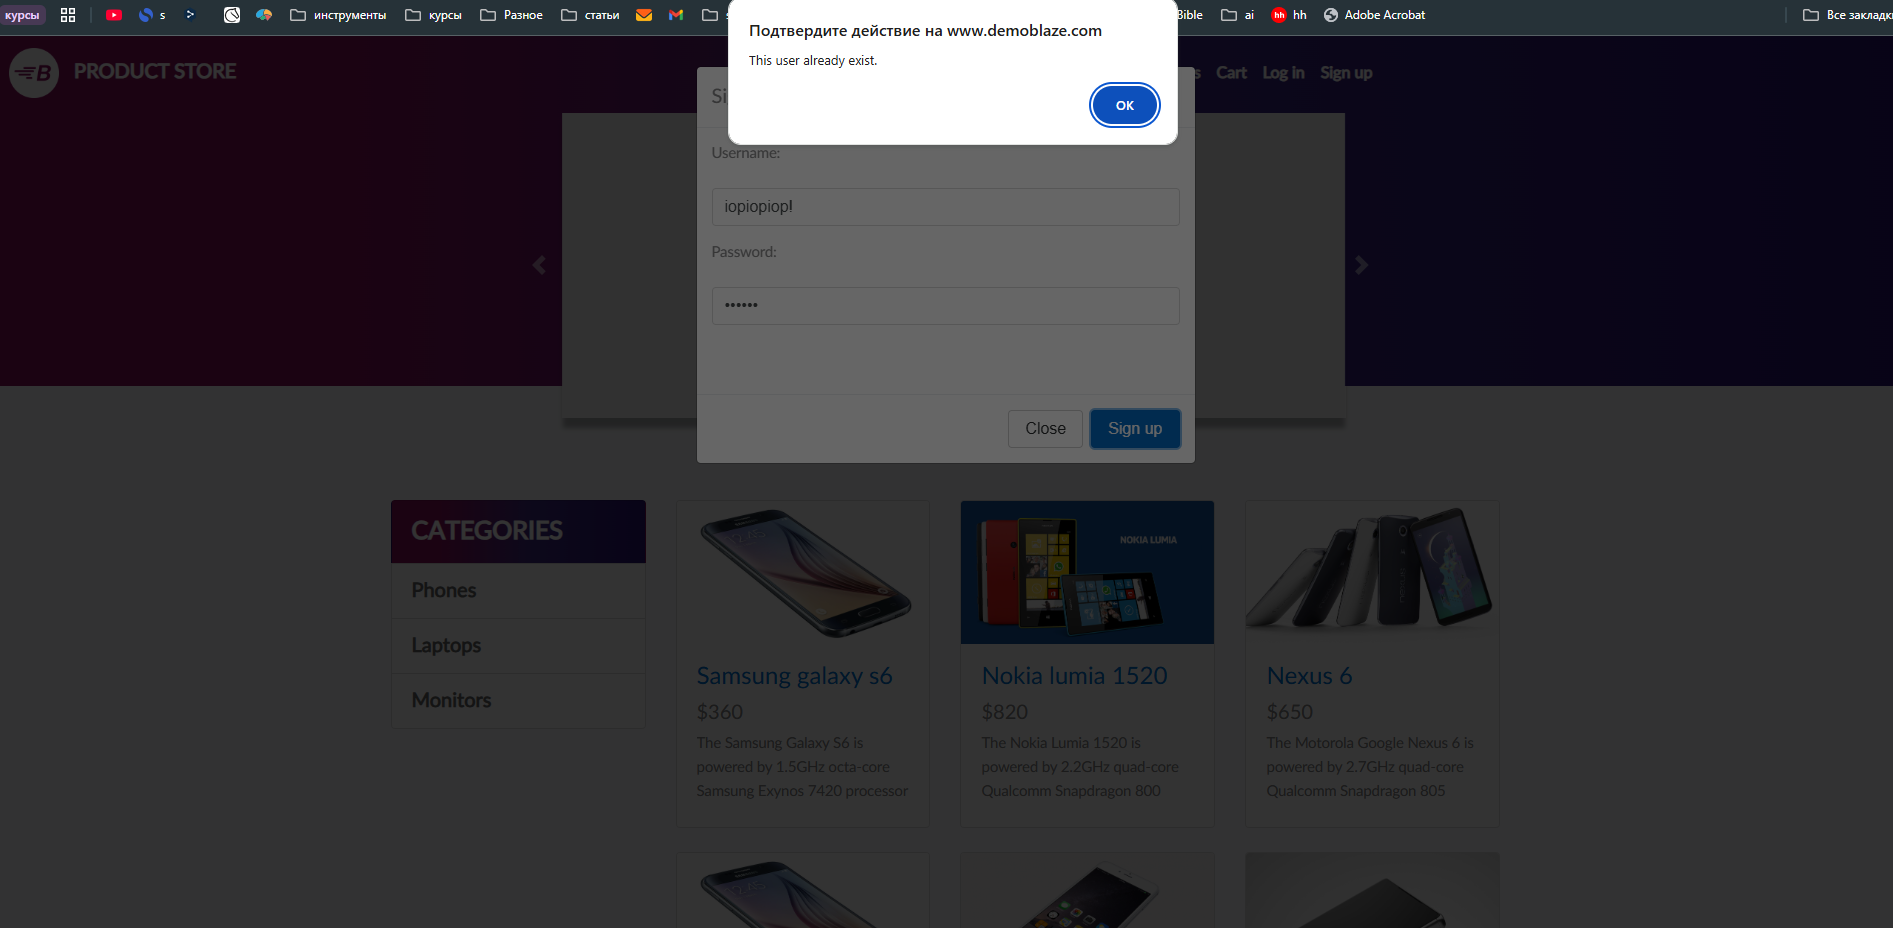 курсы
s
инструменты
курсы
Разное
статьи
Bible
ai
hh
hh
Adobe Acrobat
Все закладки
Подтвердите действие на www.demoblaze.com
This user already exist.
OK
B
PRODUCT STORE
Cart
Log in
Sign up
Username:
iopiopiop!
Password:
••••••
Close
Sign up
CATEGORIES
Phones
Laptops
Monitors
NOKIA LUMIA
Samsung galaxy s6
$360
The Samsung Galaxy S6 is
powered by 1.5GHz octa-core
Samsung Exynos 7420 processor
Nokia lumia 1520
$820
The Nokia Lumia 1520 is
powered by 2.2GHz quad-core
Qualcomm Snapdragon 800
Nexus 6
$650
The Motorola Google Nexus 6 is
powered by 2.7GHz quad-core
Qualcomm Snapdragon 805